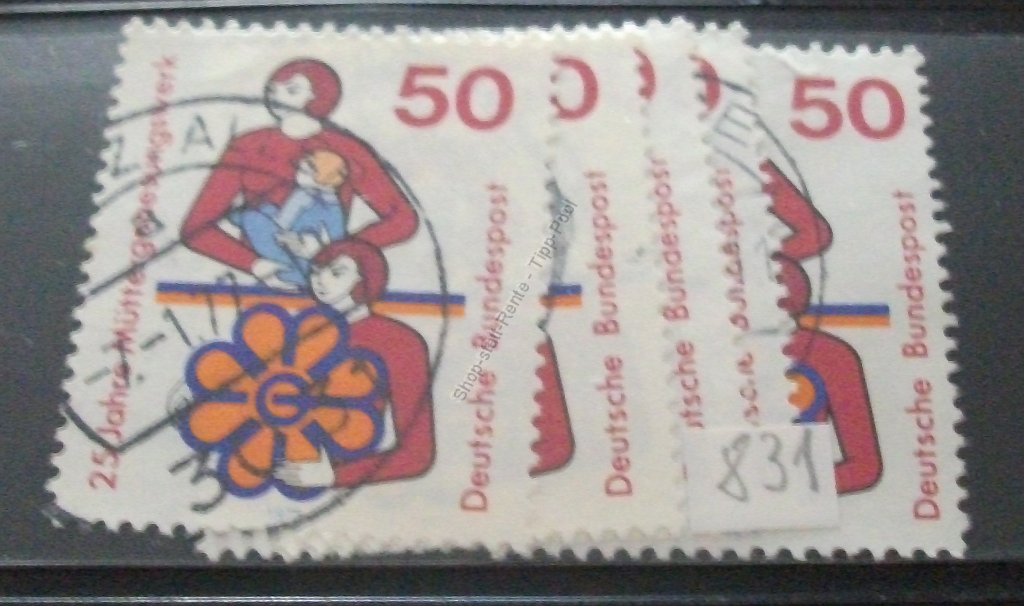 25 Jahre Müttergenesungswerk
50
Deutsche Bundespost
Deutsche Bundespost
Deutsche Bundespost
50
Deutsche Bundespost
831
Shop-statt-Rente - Tipp-Pool